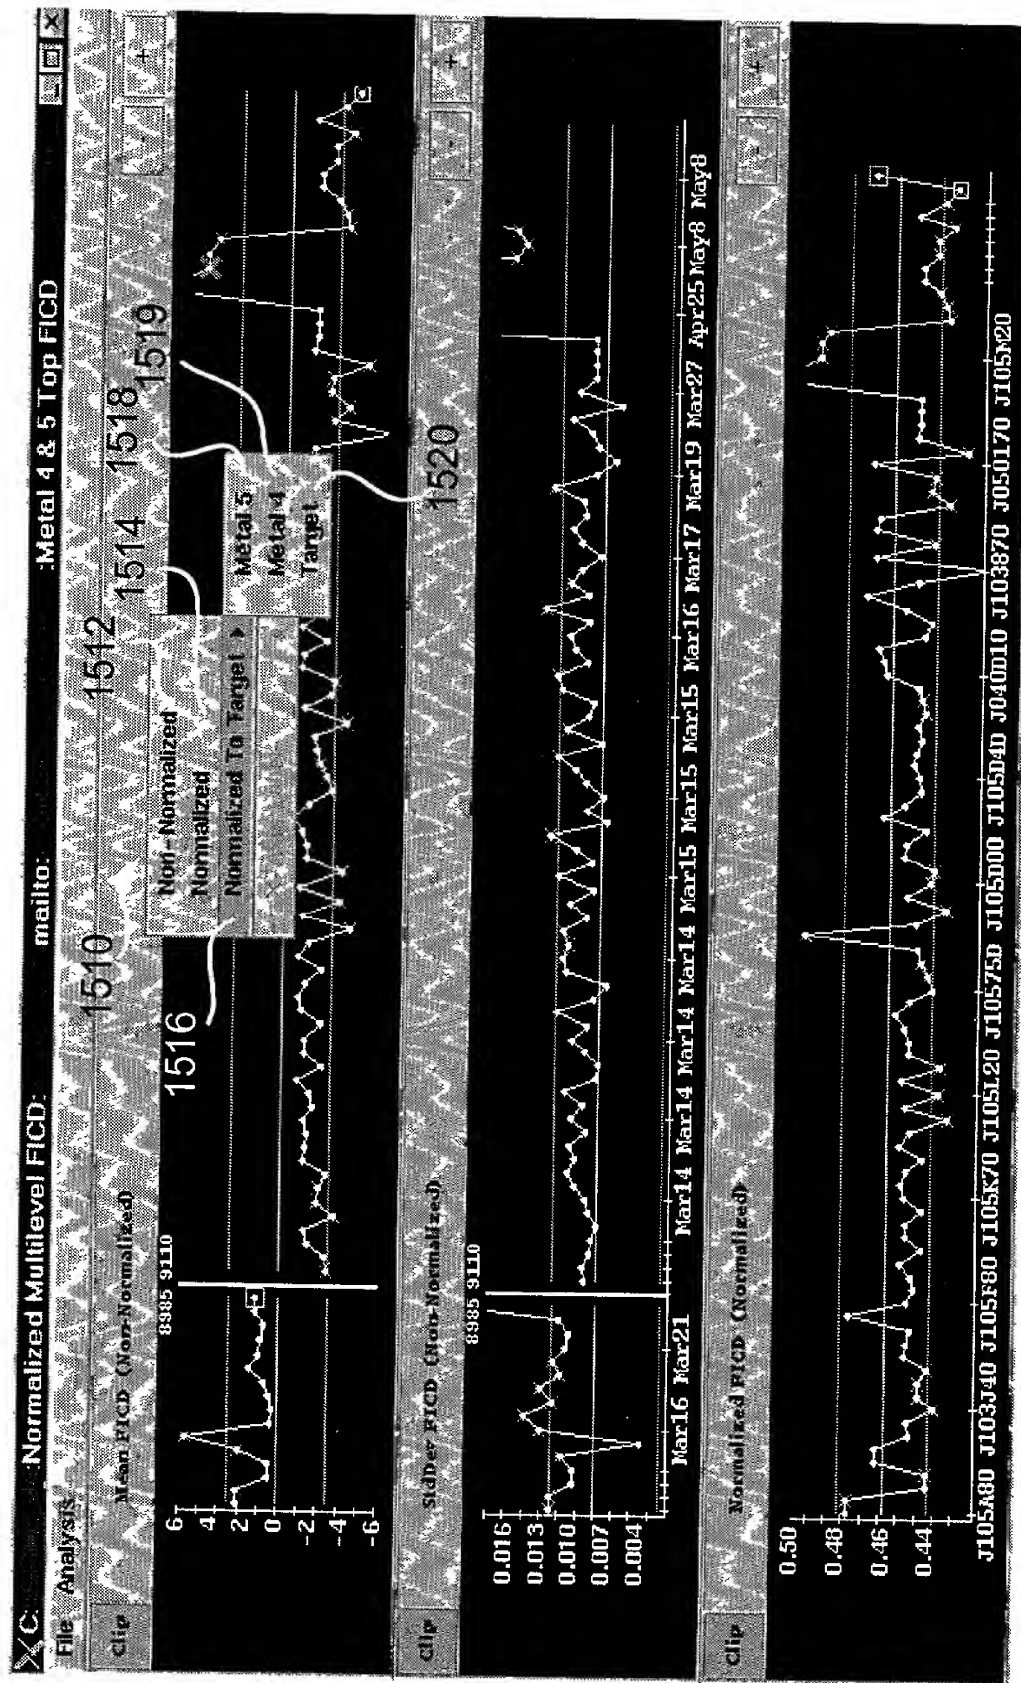 C: Normalized Multilevel FICD: mailto: :Metal 4 & 5 Top FICD
File Analysis
1510 1512 1514 1518 1519
Clip Mean FICD (Non-Normalized) - +
Non-Normalized
Normalized
Normalized To Target
Metal 5
Metal 4
Target
1516
8985 9110
6
4
2
0
-2
-4
-6
1520
Clip StdDev FICD (Non-Normalized) - +
8985 9110
0.016
0.013
0.010
0.007
0.004
Mar16 Mar21 Mar14 Mar14 Mar14 Mar14 Mar14 Mar15 Mar15 Mar15 Mar16 Mar17 Mar19 Mar27 Apr25 May8 May8
Clip Normalized FICD (Normalized) - +
0.50
0.48
0.46
0.44
J105A80 J103J40 J105F80 J105K70 J105L20 J10575D J105D00 J105D4D J040D10 J103870 J050170 J105M20